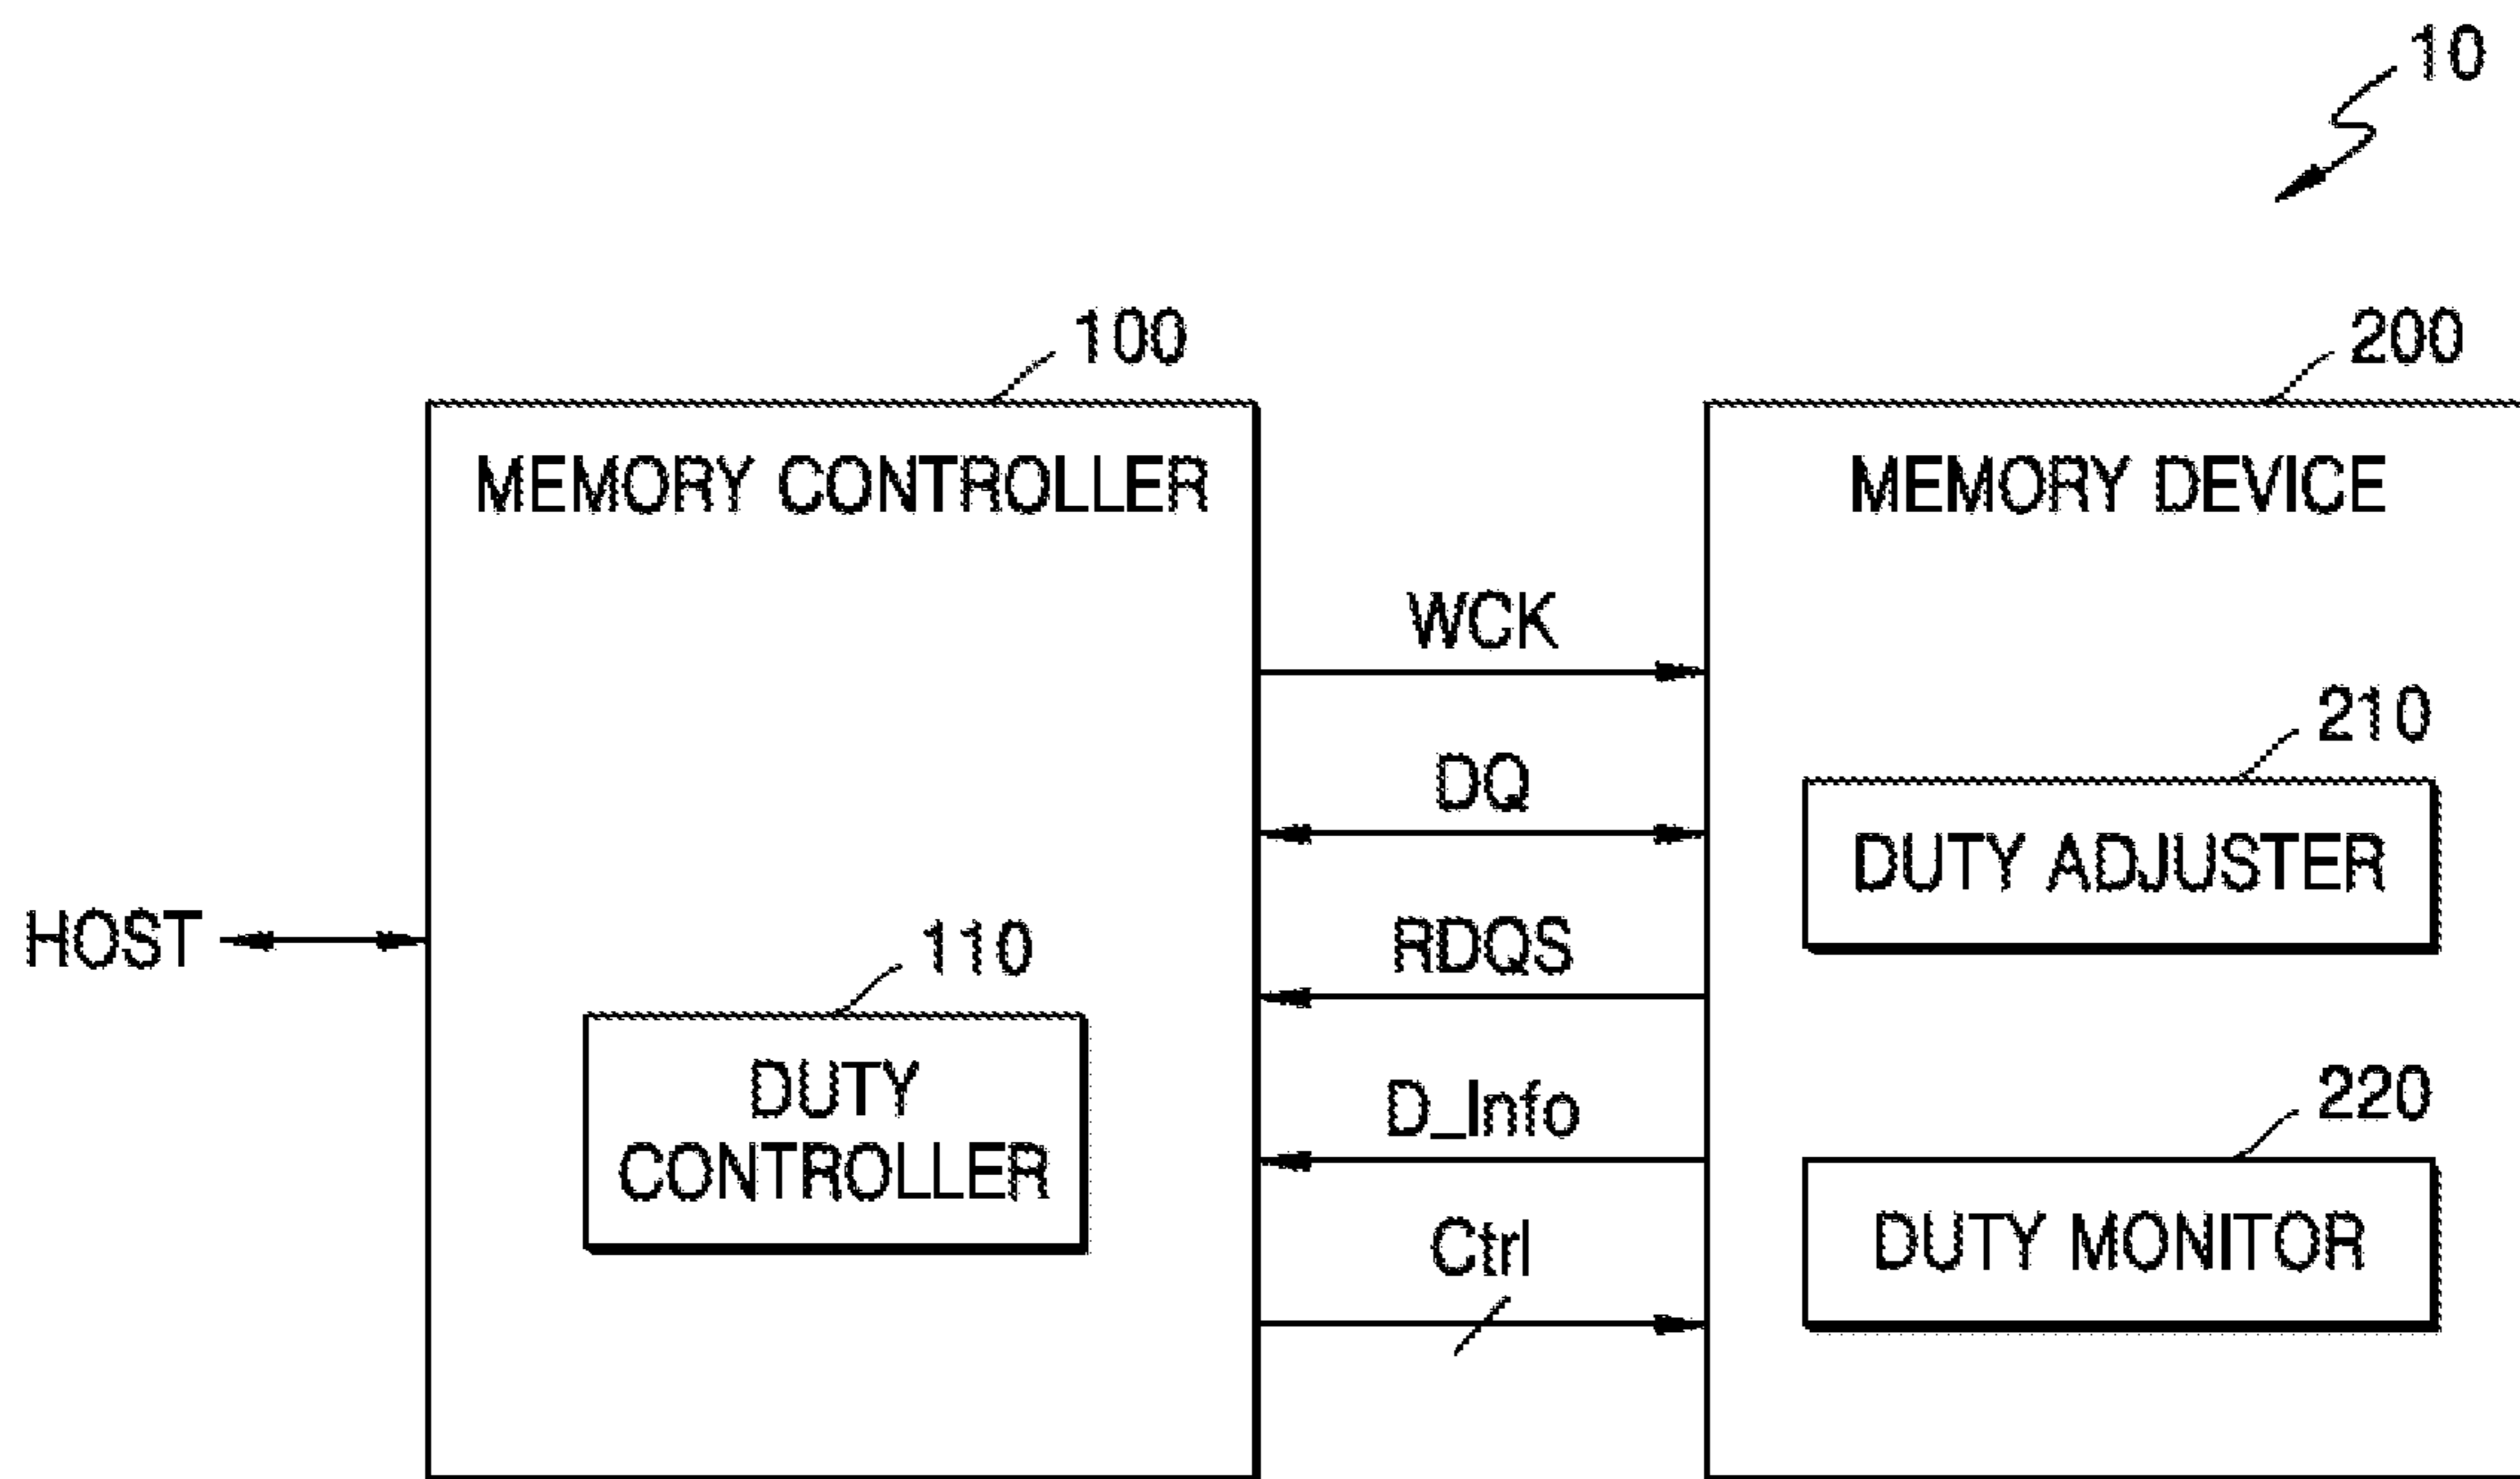 10
100
200
MEMORY CONTROLLER
MEMORY DEVICE
WCK
210
DQ
DUTY ADJUSTER
HOST
110
RDQS
DUTY
CONTROLLER
D_Info
220
Ctrl
DUTY MONITOR